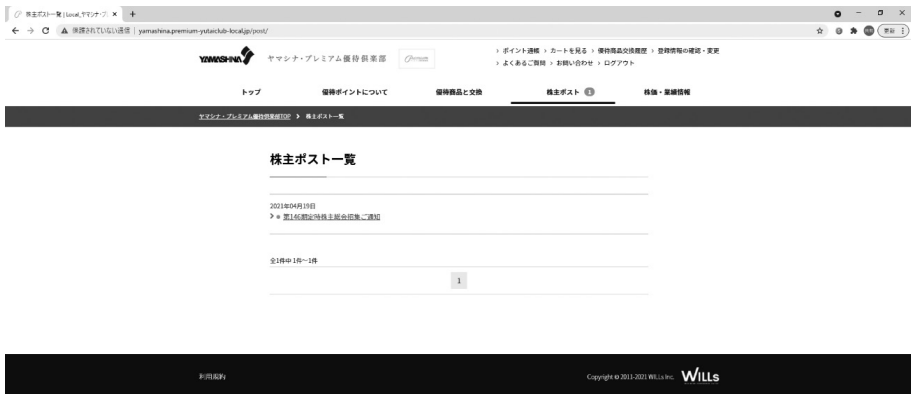 株主ポスト一覧 | Local,ヤマシナ・プ
保護されていない通信 | yamashina.premium-yutaiclub-local.jp/post/
更新
YAMASHINA
ヤマシナ・プレミアム優待倶楽部
> ポイント通帳 > カートを見る > 優待商品交換履歴 > 登録情報の確認・変更
> よくあるご質問 > お問い合わせ > ログアウト
トップ 優待ポイントについて 優待商品と交換 株主ポスト 1 株価・業績情報
ヤマシナ・プレミアム優待倶楽部TOP > 株主ポスト一覧
株主ポスト一覧
2021年04月19日
第146期定時株主総会招集ご通知
全1件中 1件〜1件
1
利用規約
Copyright © 2011-2021 WILLs Inc.
WILLs